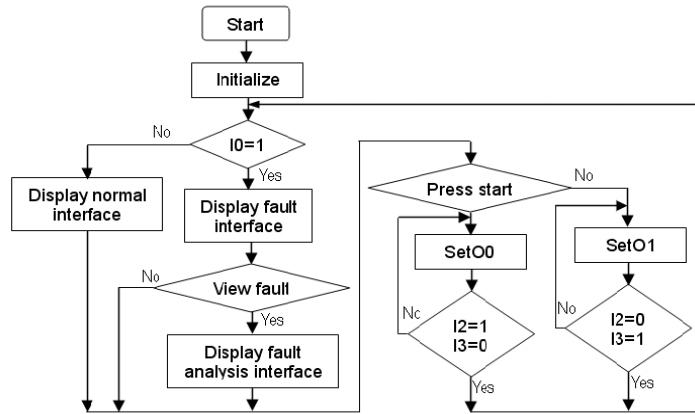 Start
Initialize
I0=1
No
Yes
Display normal
interface
Display fault
interface
View fault
No
Yes
Display fault
analysis interface
Press start
No
SetO0
I2=1
I3=0
Nc
Yes
SetO1
I2=0
I3=1
No
Yes